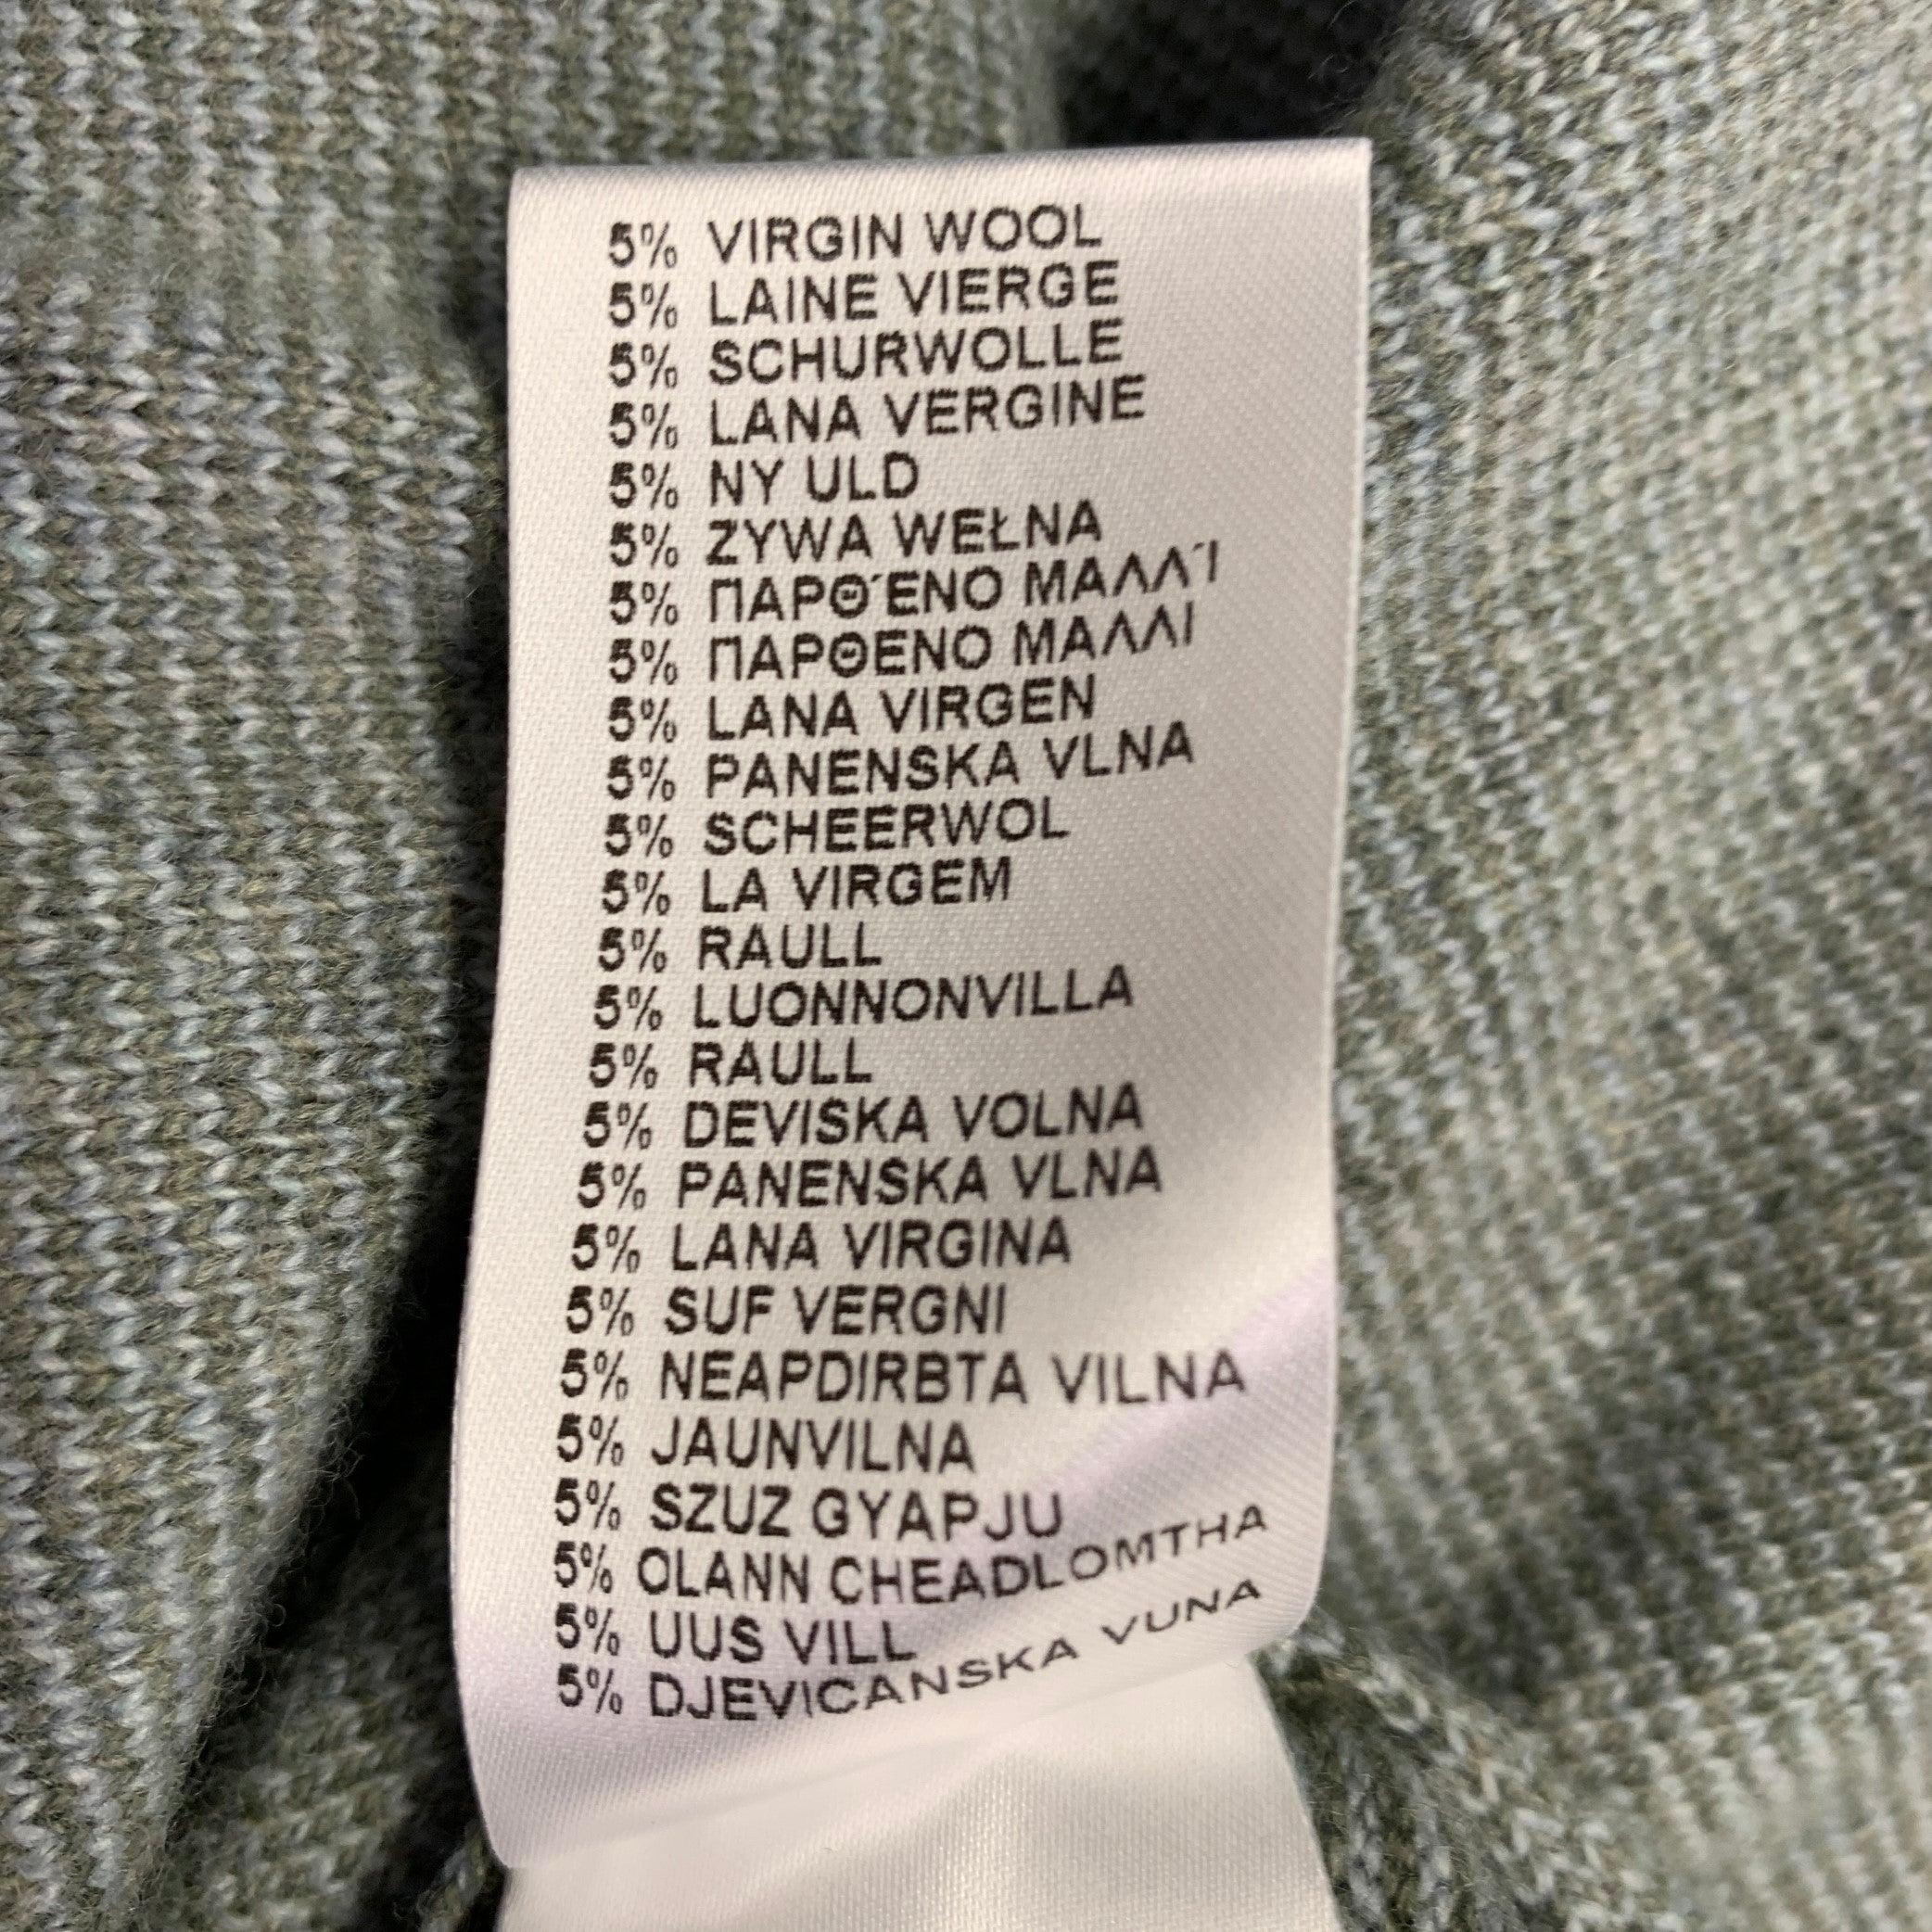 5% VIRGIN WOOL
5% LAINE VIERGE
5% SCHURWOLLE
5% LANA VERGINE
5% NY ULD
5% ZYWA WEŁNA
5% ΠΑΡΘΈΝΟ ΜΑΛΛΊ
5% ΠΑΡΘΕΝΟ ΜΑΛΛΙ
5% LANA VIRGEN
5% PANENSKA VLNA
5% SCHEERWOL
5% LA VIRGEM
5% RAULL
5% LUONNONVILLA
5% RAULL
5% DEVISKA VOLNA
5% PANENSKA VLNA
5% LANA VIRGINA
5% SUF VERGNI
5% NEAPDIRBTA VILNA
5% JAUNVILNA
5% SZUZ GYAPJU
5% OLANN CHEADLOMTHA
5% UUS VILL
5% DJEVICANSKA VUNA